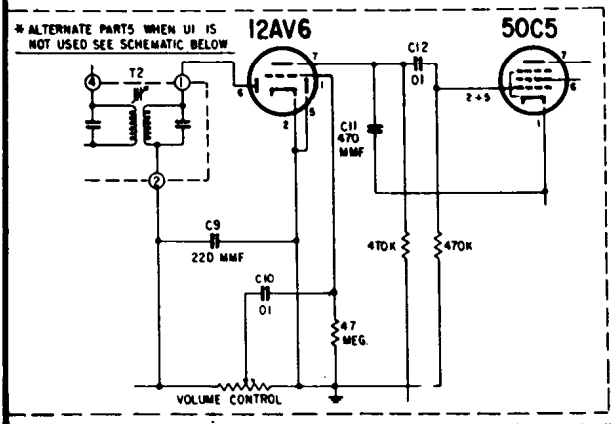 * ALTERNATE PARTS WHEN U1 IS
NOT USED SEE SCHEMATIC BELOW
12AV6
50C5
4
T2
1
6
7
1
2
5
C12
01
2+5
7
6
1
C11
470
MMF
2
C9
220 MMF
470K
470K
C10
01
47
MEG.
VOLUME CONTROL